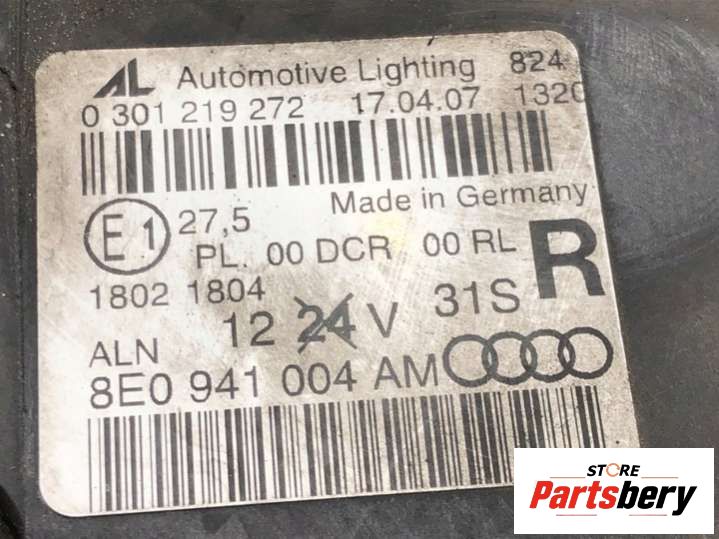 AL Automotive Lighting 824
0 301 219 272 17.04.07 1320
Made in Germany
E1 27,5
PL. 00 DCR 00 RL R
1802 1804
12 24 V 31S
ALN
8E0 941 004 AM
STORE
Partsbery